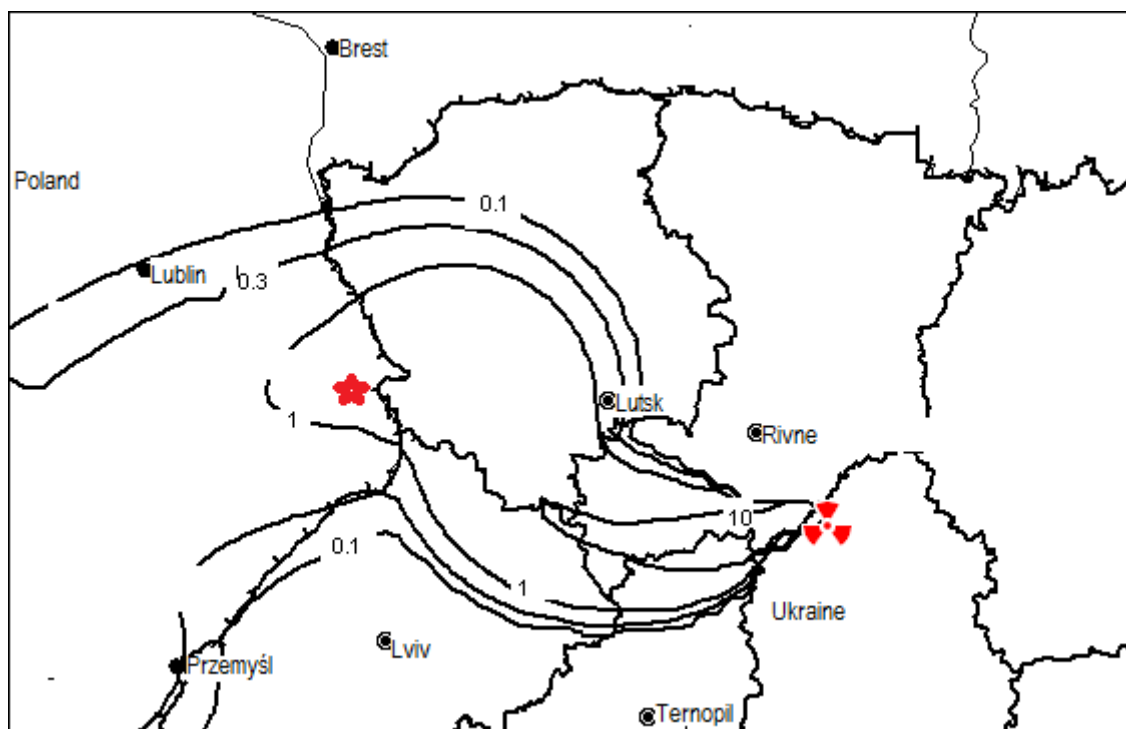 Brest
Poland
0.1
Lublin
0.3
Lutsk
1
Rivne
10
0.1
1
Ukraine
Lviv
Przemyśl
Ternopil